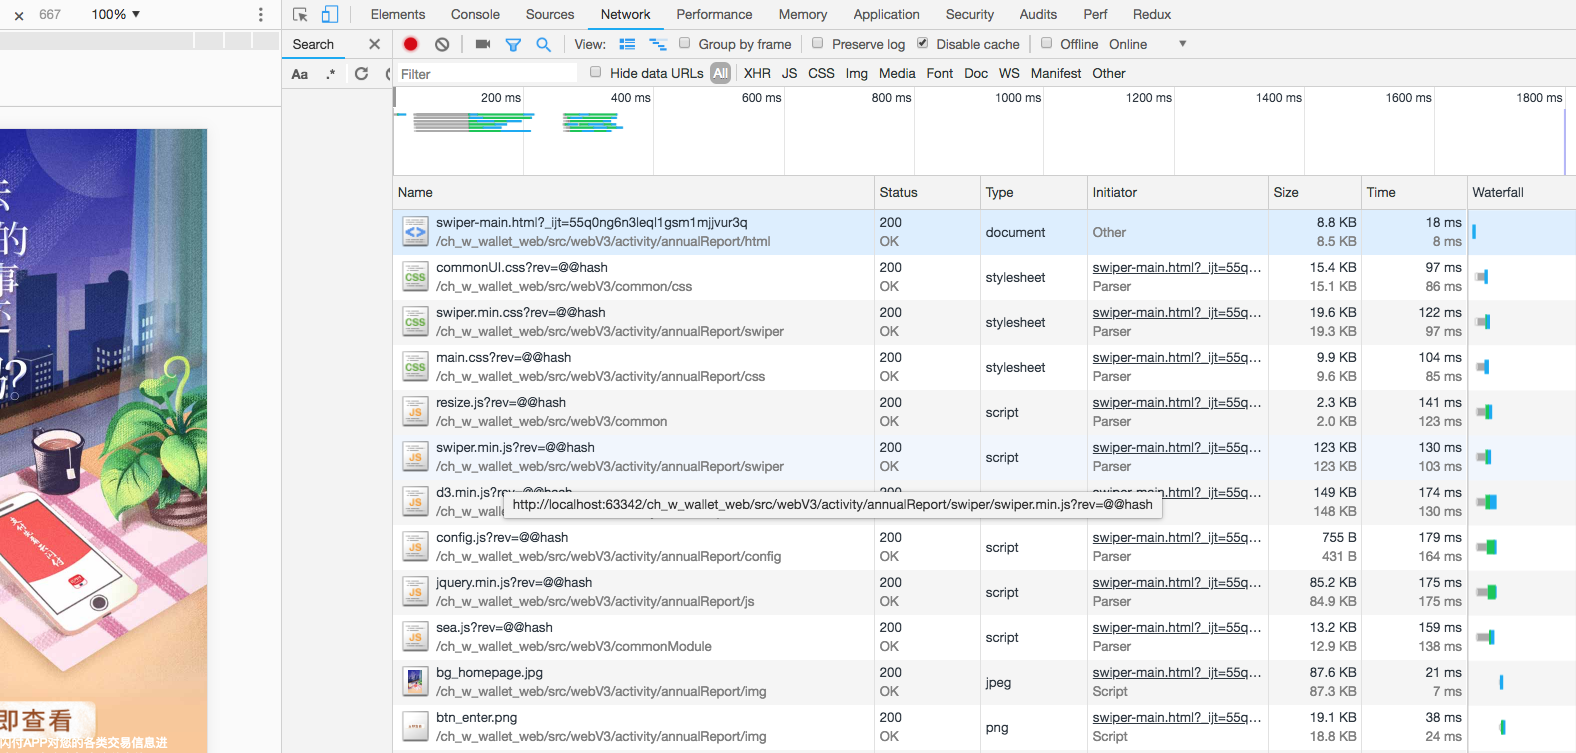 667 100% ▼
Elements Console Sources Network Performance Memory Application Security Audits Perf Redux
Search
View: Group by frame Preserve log Disable cache Offline Online ▼
Aa .*
Filter Hide data URLs All XHR JS CSS Img Media Font Doc WS Manifest Other
200 ms 400 ms 600 ms 800 ms 1000 ms 1200 ms 1400 ms 1600 ms 1800 ms
Name Status Type Initiator Size Time Waterfall
swiper-main.html?_ijt=55q0ng6n3leql1gsm1mjjvur3q 200 8.8 KB 18 ms
/ch_w_wallet_web/src/webV3/activity/annualReport/html OK document Other 8.5 KB 8 ms
commonUI.css?rev=@@hash 200 swiper-main.html?_ijt=55q... 15.4 KB 97 ms
/ch_w_wallet_web/src/webV3/common/css OK stylesheet Parser 15.1 KB 86 ms
swiper.min.css?rev=@@hash 200 swiper-main.html?_ijt=55q... 19.6 KB 122 ms
/ch_w_wallet_web/src/webV3/activity/annualReport/swiper OK stylesheet Parser 19.3 KB 97 ms
main.css?rev=@@hash 200 swiper-main.html?_ijt=55q... 9.9 KB 104 ms
/ch_w_wallet_web/src/webV3/activity/annualReport/css OK stylesheet Parser 9.6 KB 85 ms
resize.js?rev=@@hash 200 swiper-main.html?_ijt=55q... 2.3 KB 141 ms
/ch_w_wallet_web/src/webV3/common OK script Parser 2.0 KB 123 ms
swiper.min.js?rev=@@hash 200 swiper-main.html?_ijt=55q... 123 KB 130 ms
/ch_w_wallet_web/src/webV3/activity/annualReport/swiper OK script Parser 123 KB 103 ms
d3.min.js?rev=@@hash 200 swiper-main.html?_ijt=55q... 149 KB 174 ms
http://localhost:63342/ch_w_wallet_web/src/webV3/activity/annualReport/swiper/swiper.min.js?rev=@@hash
148 KB 130 ms
config.js?rev=@@hash 200 swiper-main.html?_ijt=55q... 755 B 179 ms
/ch_w_wallet_web/src/webV3/activity/annualReport/config OK script Parser 431 B 164 ms
jquery.min.js?rev=@@hash 200 swiper-main.html?_ijt=55q... 85.2 KB 175 ms
/ch_w_wallet_web/src/webV3/activity/annualReport/js OK script Parser 84.9 KB 175 ms
sea.js?rev=@@hash 200 swiper-main.html?_ijt=55q... 13.2 KB 159 ms
/ch_w_wallet_web/src/webV3/commonModule OK script Parser 12.9 KB 138 ms
bg_homepage.jpg 200 swiper-main.html?_ijt=55q... 87.6 KB 21 ms
/ch_w_wallet_web/src/webV3/activity/annualReport/img OK jpeg Script 87.3 KB 7 ms
btn_enter.png 200 swiper-main.html?_ijt=55q... 19.1 KB 38 ms
/ch_w_wallet_web/src/webV3/activity/annualReport/img OK png Script 18.8 KB 24 ms
的
事
?
即查看
闪付APP对您的各类交易信息进